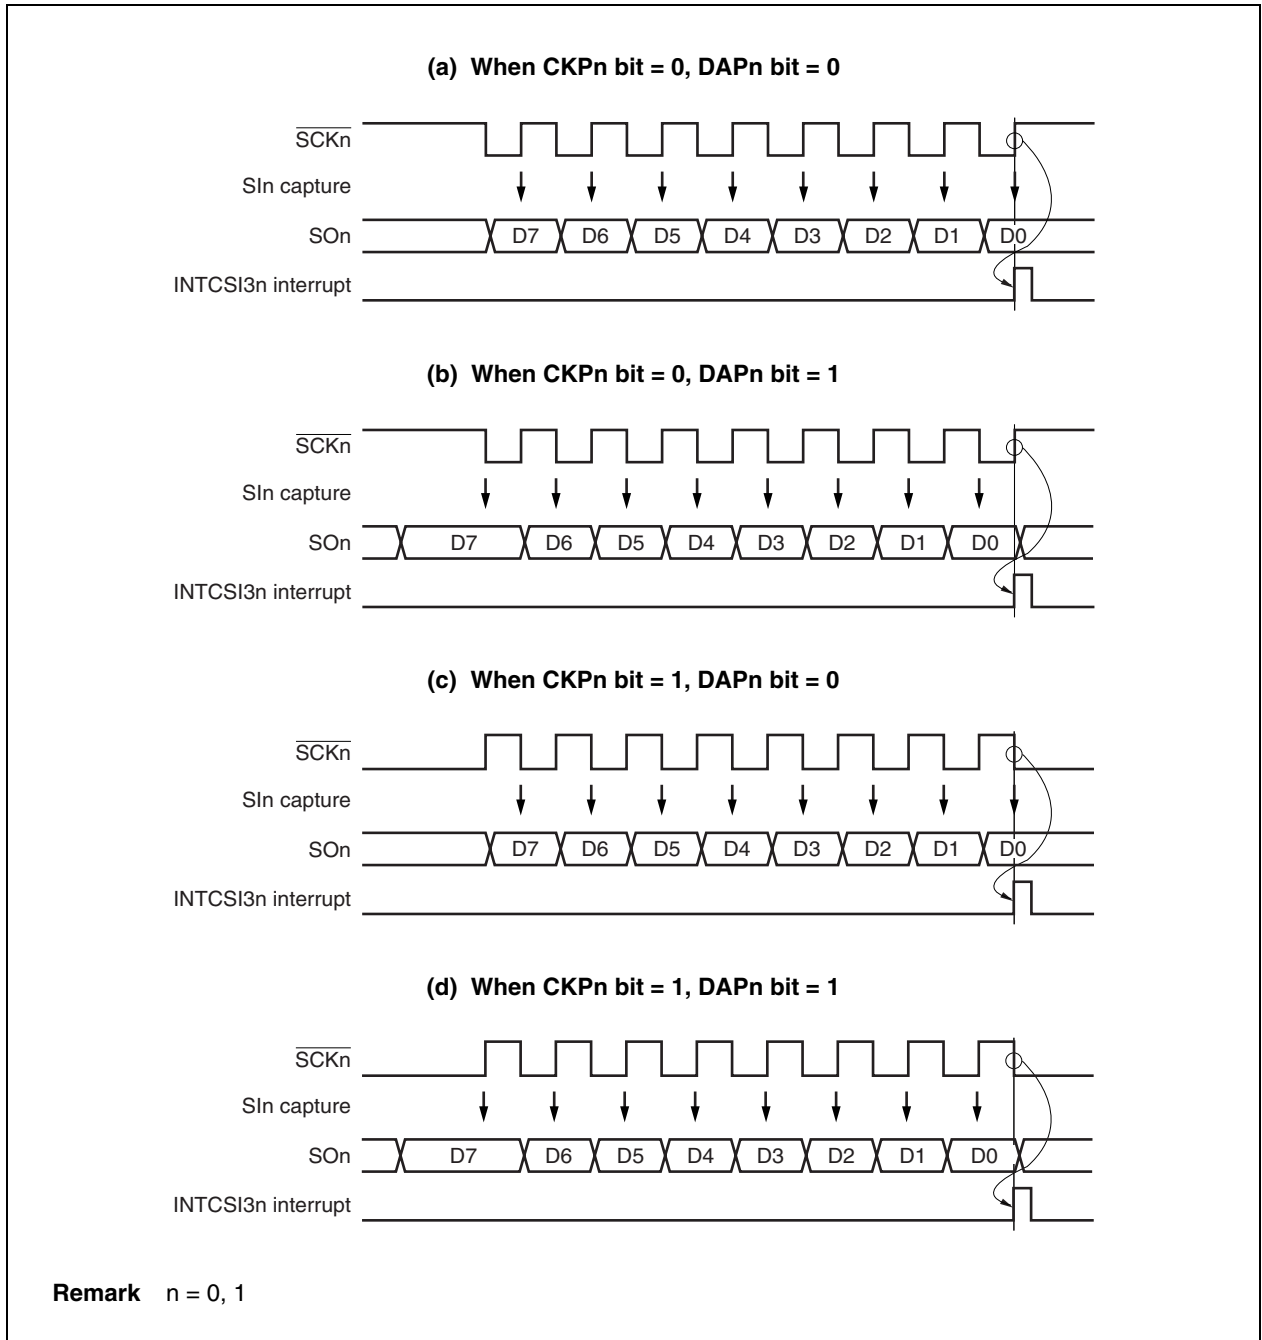 (a) When CKPn bit = 0, DAPn bit = 0
SCKn
SIn capture
SOn D7 D6 D5 D4 D3 D2 D1 D0
INTCSI3n interrupt
(b) When CKPn bit = 0, DAPn bit = 1
SCKn
SIn capture
SOn D7 D6 D5 D4 D3 D2 D1 D0
INTCSI3n interrupt
(c) When CKPn bit = 1, DAPn bit = 0
SCKn
SIn capture
SOn D7 D6 D5 D4 D3 D2 D1 D0
INTCSI3n interrupt
(d) When CKPn bit = 1, DAPn bit = 1
SCKn
SIn capture
SOn D7 D6 D5 D4 D3 D2 D1 D0
INTCSI3n interrupt
Remark n = 0, 1